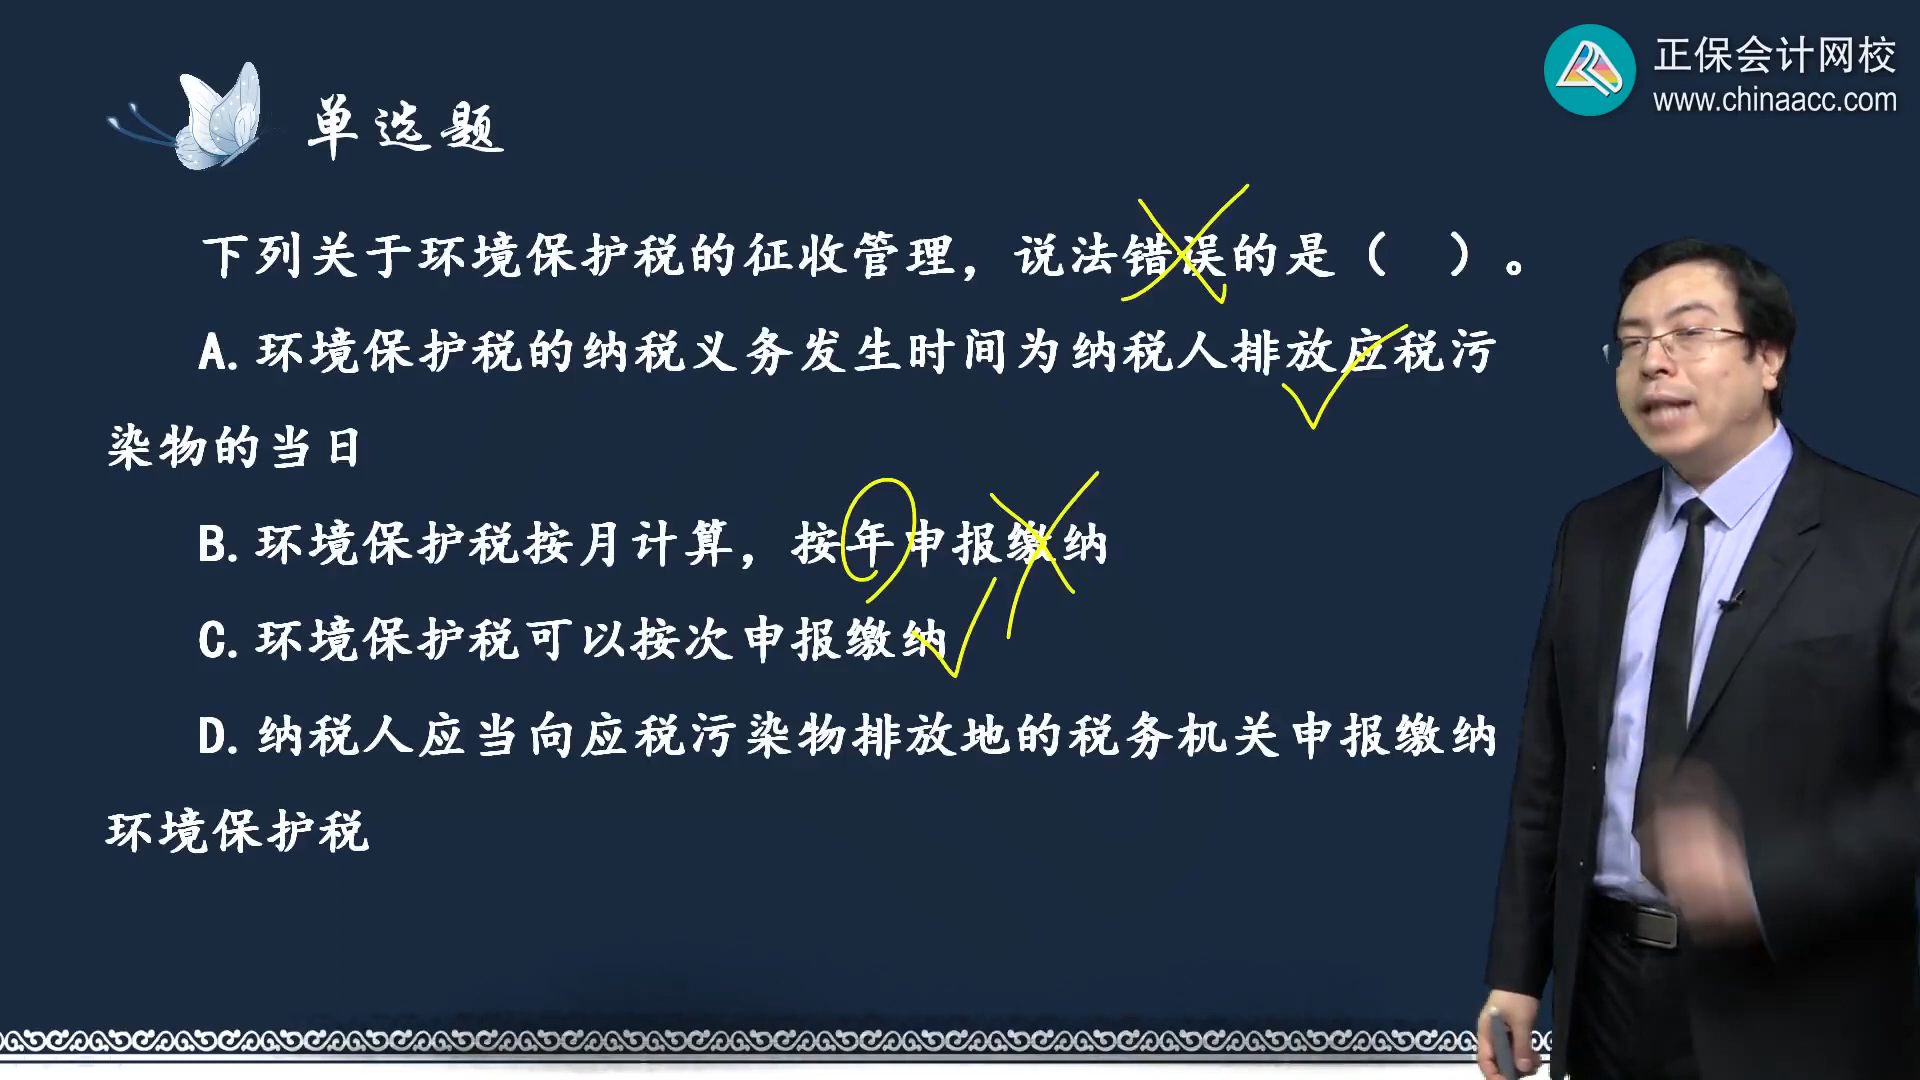 正保会计网校
www.chinaacc.com
单选题
下列关于环境保护税的征收管理，说法错误的是（ ）。
A.环境保护税的纳税义务发生时间为纳税人排放应税污
染物的当日
B.环境保护税按月计算，按年申报缴纳
C.环境保护税可以按次申报缴纳
D.纳税人应当向应税污染物排放地的税务机关申报缴纳
环境保护税